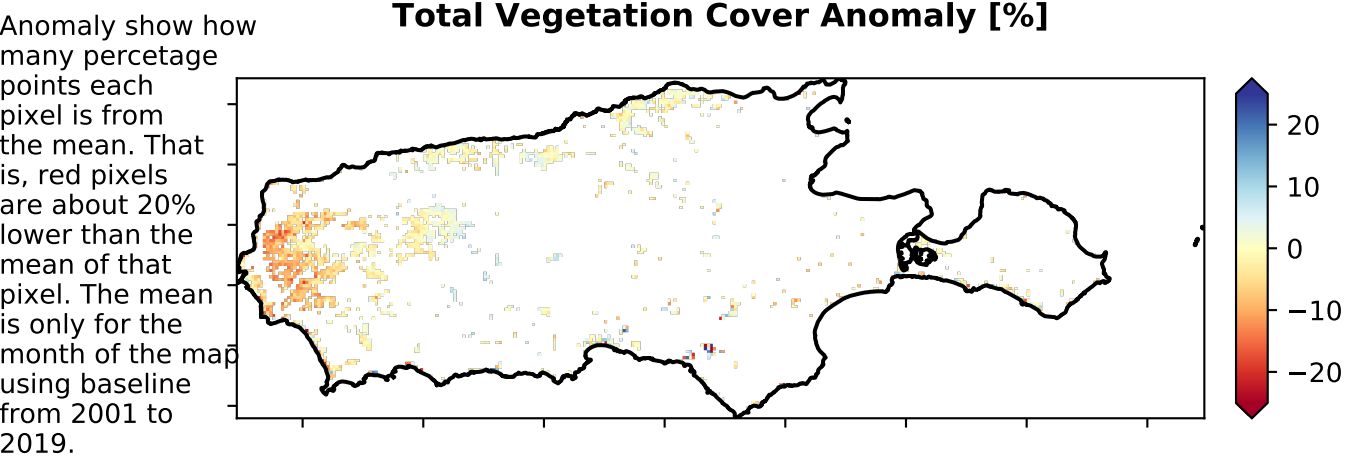 Total Vegetation Cover Anomaly [%]
Anomaly show how
many percetage
points each
pixel is from
the mean. That
is, red pixels
are about 20%
lower than the
mean of that
pixel. The mean
is only for the
month of the map
using baseline
from 2001 to
2019.
20
10
0
−10
−20